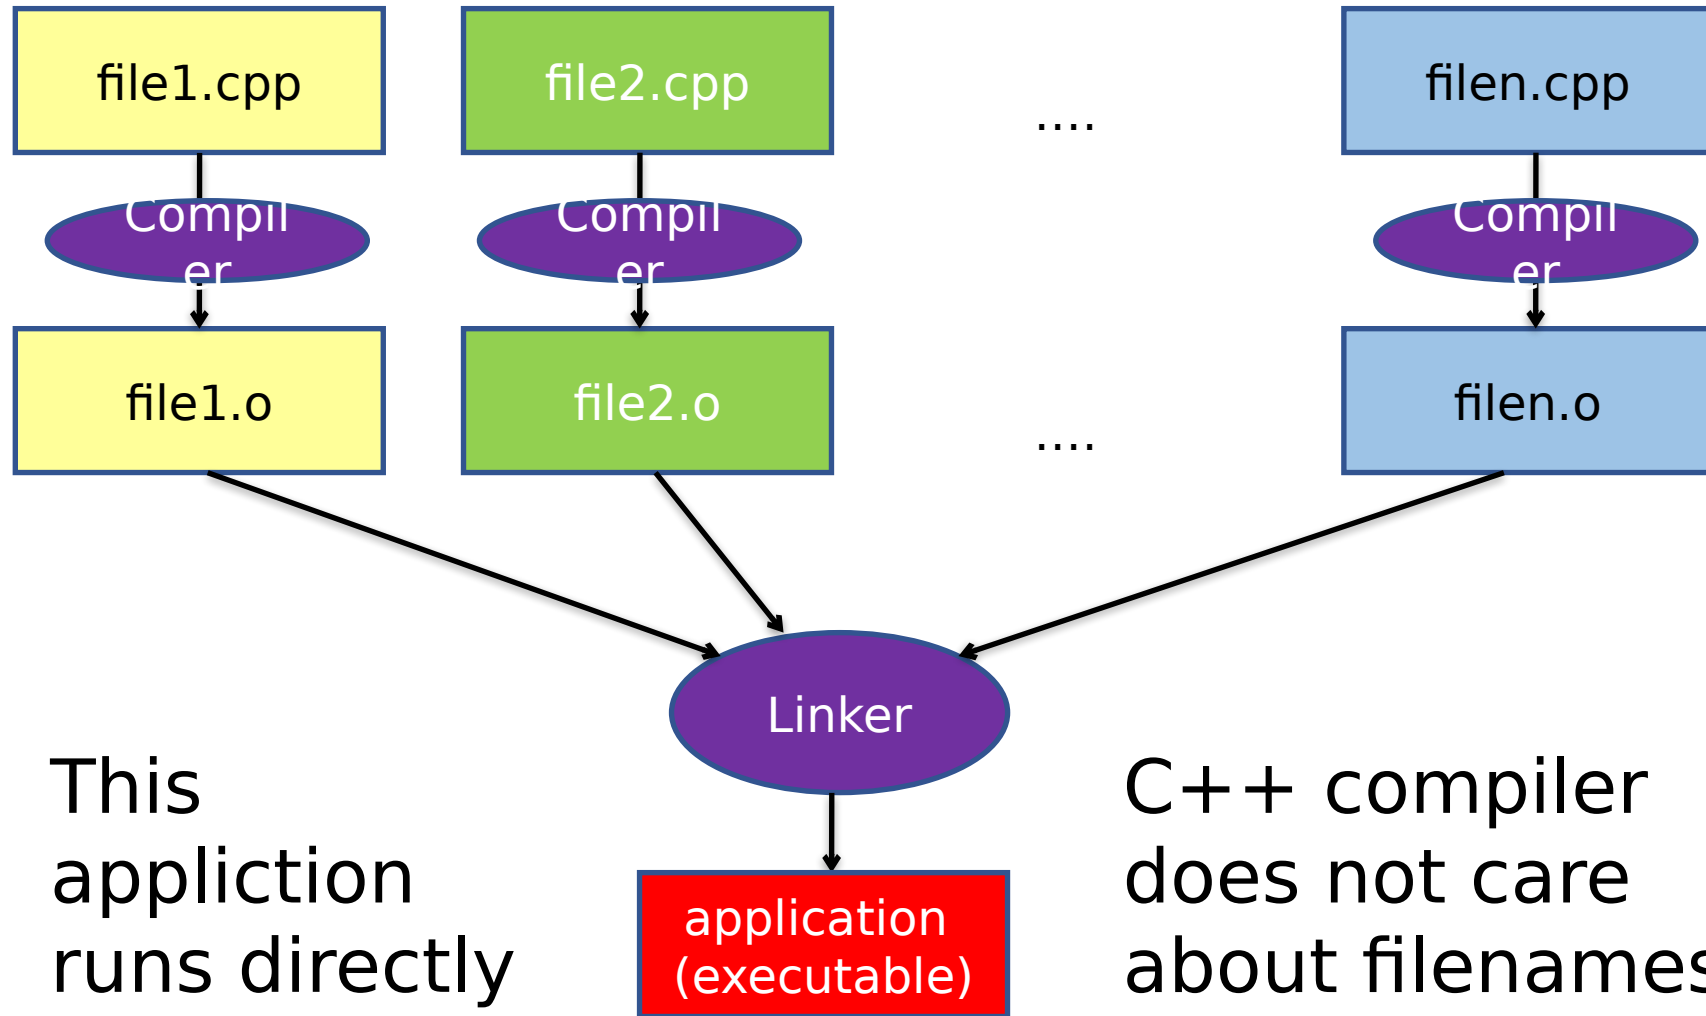 file1.cpp
file2.cpp
....
filen.cpp
Compil
er
Compil
er
Compil
er
file1.o
file2.o
....
filen.o
Linker
This
appliction
runs directly
application
(executable)
C++ compiler
does not care
about filenames